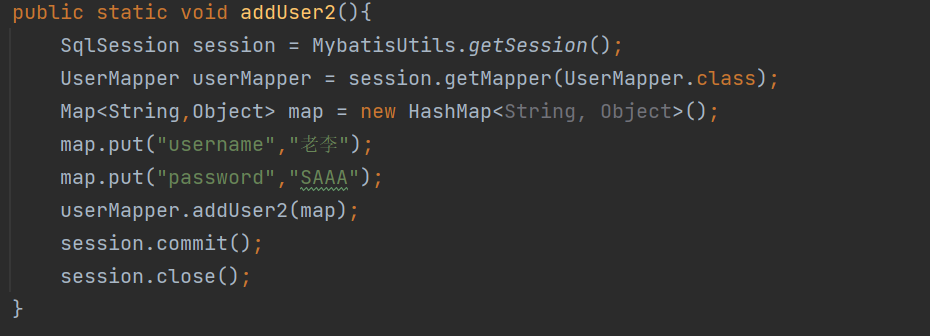 public static void addUser2(){
    SqlSession session = MybatisUtils.getSession();
    UserMapper userMapper = session.getMapper(UserMapper.class);
    Map<String,Object> map = new HashMap<String, Object>();
    map.put("username","老李");
    map.put("password","SAAA");
    userMapper.addUser2(map);
    session.commit();
    session.close();
}